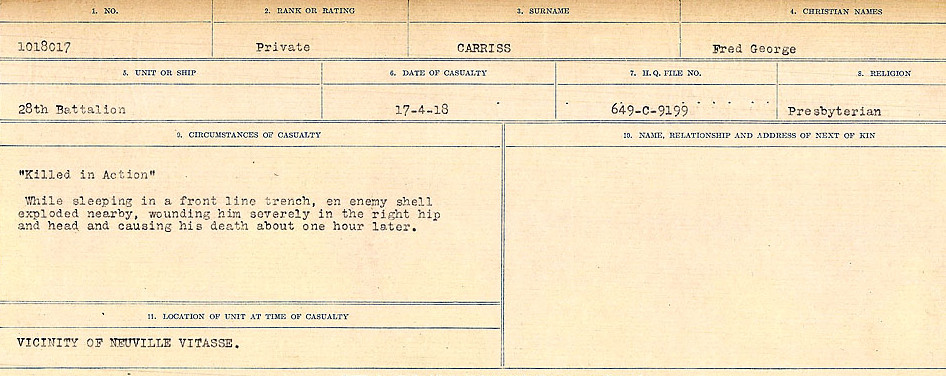 1. NO. 2. RANK OR RATING 3. SURNAME 4. CHRISTIAN NAMES
1018017 Private CARRISS Fred George
5. UNIT OR SHIP 6. DATE OF CASUALTY 7. H.Q. FILE NO. 8. RELIGION
28th Battalion 17-4-18 649-C-9199 Presbyterian
9. CIRCUMSTANCES OF CASUALTY
"Killed in Action"
While sleeping in a front line trench, en enemy shell
exploded nearby, wounding him severely in the right hip
and head and causing his death about one hour later.
10. NAME, RELATIONSHIP AND ADDRESS OF NEXT OF KIN
11. LOCATION OF UNIT AT TIME OF CASUALTY
VICINITY OF NEUVILLE VITASSE.